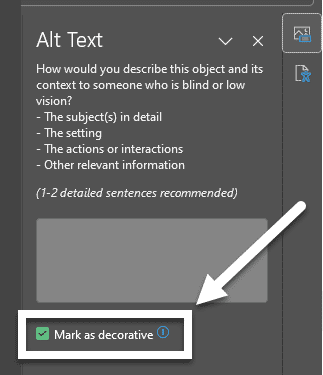 Alt Text
How would you describe this object and its
context to someone who is blind or low
vision?
- The subject(s) in detail
- The setting
- The actions or interactions
- Other relevant information
(1-2 detailed sentences recommended)
Mark as decorative